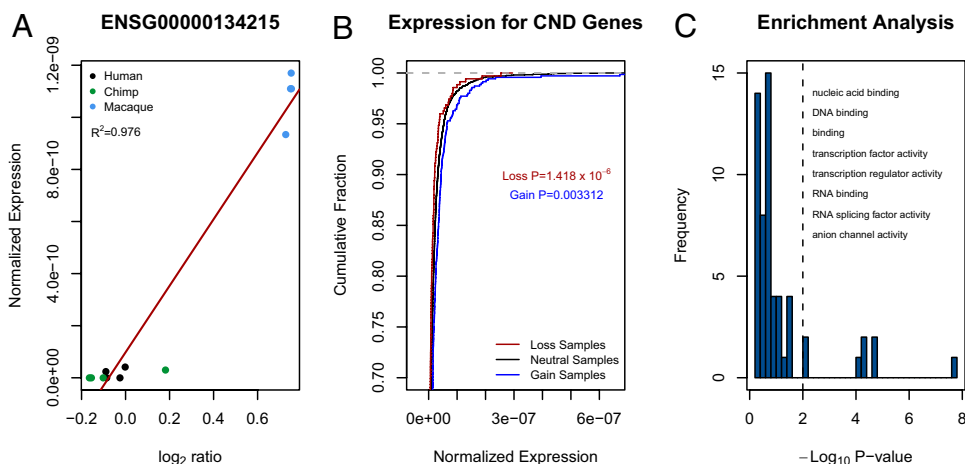 A
ENSG00000134215
Normalized Expression
0.0e+00
4.0e-10
8.0e-10
1.2e-09
Human
Chimp
Macaque
R²=0.976
−0.2
0.0
0.2
0.4
0.6
log₂ ratio
B
Expression for CND Genes
Cumulative Fraction
1.00
0.95
0.90
0.85
0.80
0.75
0.70
Loss P=1.418 x 10⁻⁶
Gain P=0.003312
Loss Samples
Neutral Samples
Gain Samples
0e+00
3e-07
6e-07
Normalized Expression
C
Enrichment Analysis
Frequency
15
10
5
0
nucleic acid binding
DNA binding
binding
transcription factor activity
transcription regulator activity
RNA binding
RNA splicing factor activity
anion channel activity
0
2
4
6
8
−Log₁₀ P-value